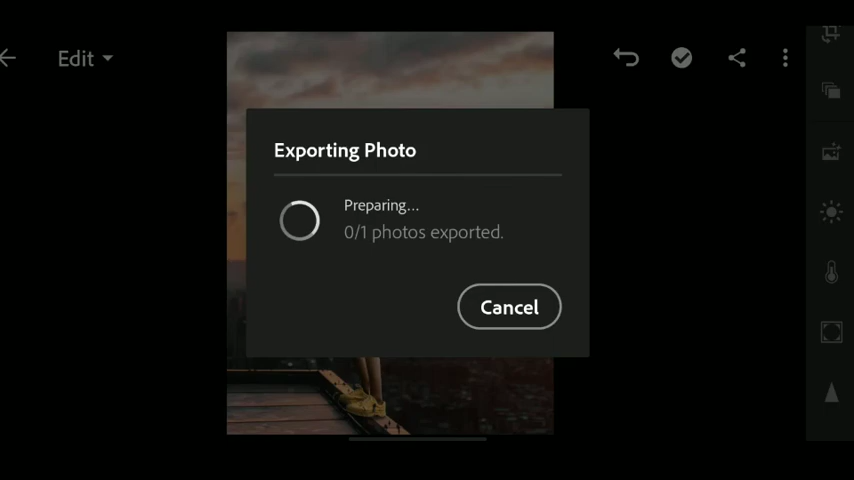 Edit
Exporting Photo
Preparing...
0/1 photos exported.
Cancel